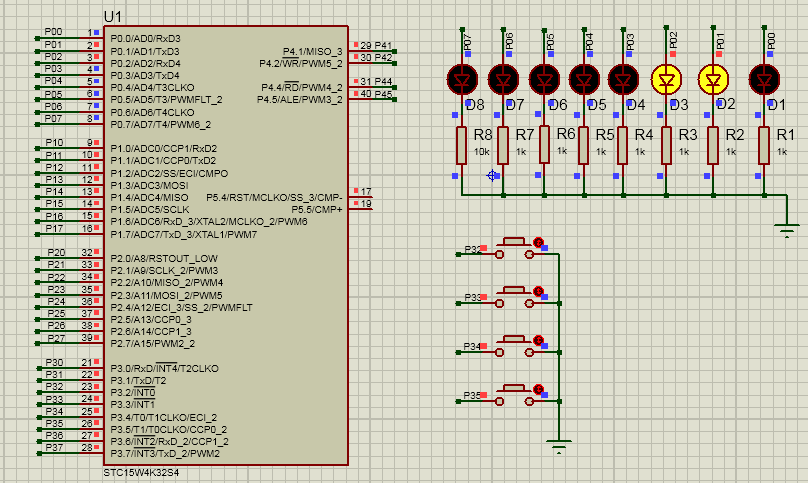 U1
P00 1 P0.0/AD0/RxD3
P01 2 P0.1/AD1/TxD3
P02 3 P0.2/AD2/RxD4
P03 4 P0.3/AD3/TxD4
P04 5 P0.4/AD4/T3CLKO
P05 6 P0.5/AD5/T3/PWMFLT_2
P06 7 P0.6/AD6/T4CLKO
P07 8 P0.7/AD7/T4/PWM6_2
P10 9 P1.0/ADC0/CCP1/RxD2
P11 10 P1.1/ADC1/CCP0/TxD2
P12 11 P1.2/ADC2/SS/ECI/CMPO
P13 12 P1.3/ADC3/MOSI
P14 13 P1.4/ADC4/MISO
P15 14 P1.5/ADC5/SCLK
P16 15 P1.6/ADC6/RxD_3/XTAL2/MCLKO_2/PWM6
P17 16 P1.7/ADC7/TxD_3/XTAL1/PWM7
P20 32 P2.0/A8/RSTOUT_LOW
P21 33 P2.1/A9/SCLK_2/PWM3
P22 34 P2.2/A10/MISO_2/PWM4
P23 35 P2.3/A11/MOSI_2/PWM5
P24 36 P2.4/A12/ECI_3/SS_2/PWMFLT
P25 37 P2.5/A13/CCP0_3
P26 38 P2.6/A14/CCP1_3
P27 39 P2.7/A15/PWM2_2
P30 21 P3.0/RxD/INT4/T2CLKO
P31 22 P3.1/TxD/T2
P32 23 P3.2/INT0
P33 24 P3.3/INT1
P34 25 P3.4/T0/T1CLKO/ECI_2
P35 26 P3.5/T1/T0CLKO/CCP0_2
P36 27 P3.6/INT2/RxD_2/CCP1_2
P37 28 P3.7/INT3/TxD_2/PWM2
STC15W4K32S4
P4.1/MISO_3 29 P41
P4.2/WR/PWM5_2 30 P42
P4.4/RD/PWM4_2 31 P44
P4.5/ALE/PWM3_2 40 P45
P5.4/RST/MCLKO/SS_3/CMP- 17
P5.5/CMP+ 19
P07 P06 P05 P04 P03 P02 P01 P00
D8 D7 D6 D5 D4 D3 D2 D1
R8 R7 R6 R5 R4 R3 R2 R1
10k 1k 1k 1k 1k 1k 1k 1k
P32
P33
P34
P35